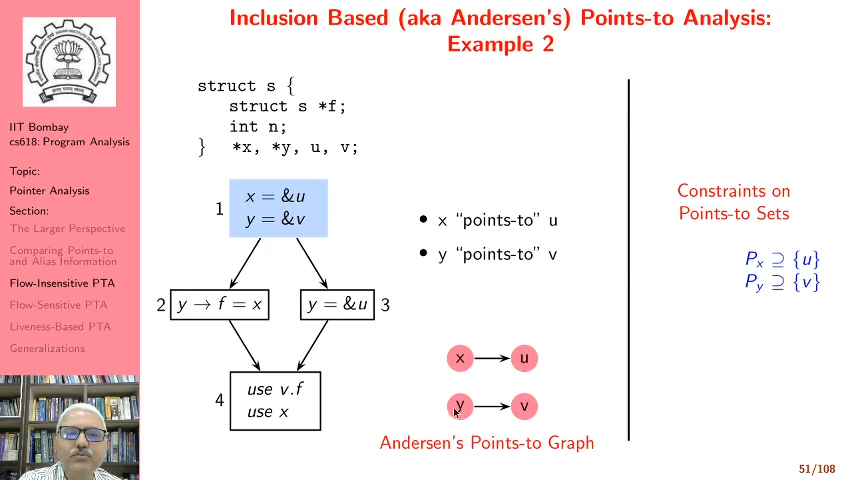 Inclusion Based (aka Andersen's) Points-to Analysis:
Example 2
IIT Bombay
cs618: Program Analysis
Topic:
Pointer Analysis
Section:
The Larger Perspective
Comparing Points-to
and Alias Information
Flow-Insensitive PTA
Flow-Sensitive PTA
Liveness-Based PTA
Generalizations
struct s {
struct s *f;
int n;
} *x, *y, u, v;
1
x = &u
y = &v
2
y → f = x
y = &u
3
4
use v.f
use x
• x "points-to" u
• y "points-to" v
x
u
y
v
Andersen's Points-to Graph
Constraints on
Points-to Sets
Pₓ ⊇ {u}
P_y ⊇ {v}
51/108